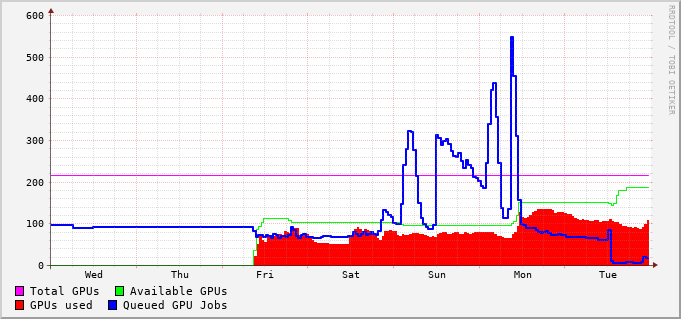 600
500
400
300
200
100
0
Wed Thu Fri Sat Sun Mon Tue
Total GPUs Available GPUs
GPUs used Queued GPU Jobs
RRDTOOL / TOBI OETIKER